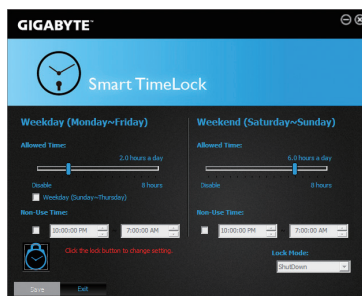 GIGABYTE™
Smart TimeLock
Weekday (Monday~Friday)
Allowed Time:
2.0 hours a day
Disable 8 hours
Weekday (Sunday~Thursday)
Non-Use Time:
10:00:00 PM - 7:00:00 AM
Click the lock button to change setting.
Weekend (Saturday~Sunday)
Allowed Time:
6.0 hours a day
Disable 8 hours
Non-Use Time:
10:00:00 PM - 7:00:00 AM
Lock Mode:
ShutDown
Save Exit